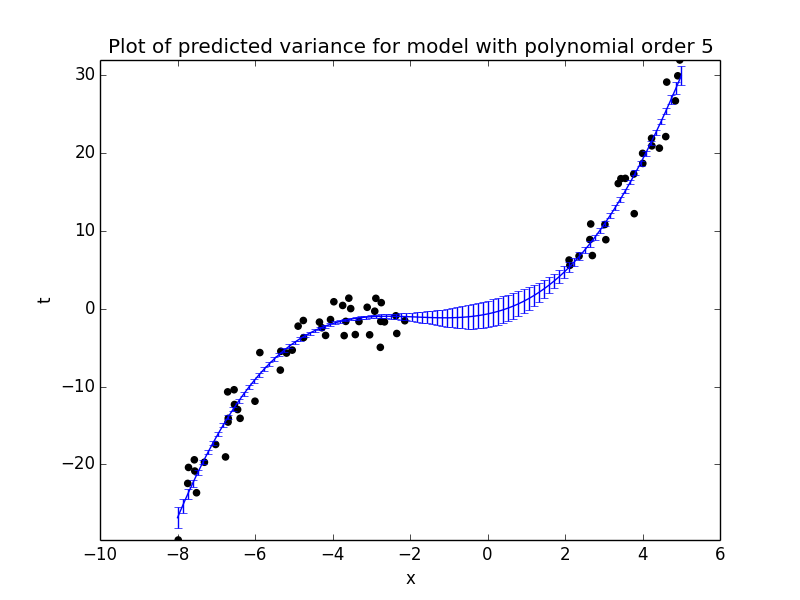 Plot of predicted variance for model with polynomial order 5
30
20
10
0
−10
−20
t
−10 −8 −6 −4 −2 0 2 4 6
x